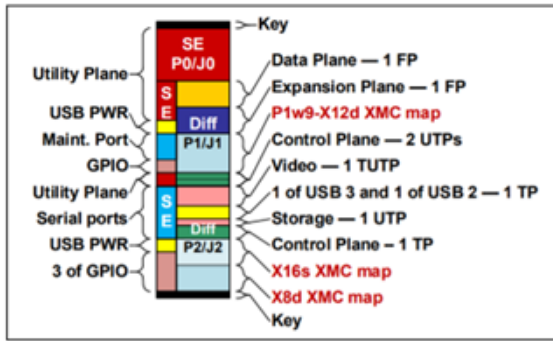 Key
SE
P0/J0
Utility Plane
Data Plane — 1 FP
Expansion Plane — 1 FP
SE
USB PWR
Diff
P1w9-X12d XMC map
Maint. Port
P1/J1
Control Plane — 2 UTPs
GPIO
Video — 1 TUTP
Utility Plane
1 of USB 3 and 1 of USB 2 — 1 TP
SE
Serial ports
Storage — 1 UTP
Diff
USB PWR
P2/J2
Control Plane – 1 TP
3 of GPIO
X16s XMC map
X8d XMC map
Key